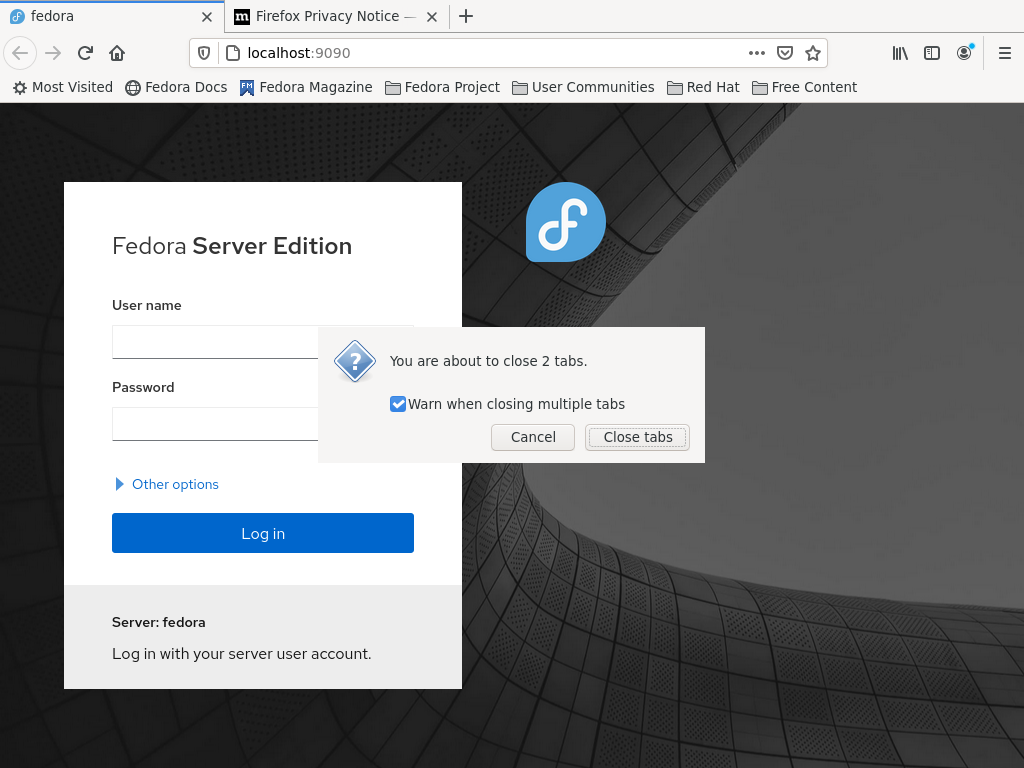 fedora
Firefox Privacy Notice —
localhost:9090
Most Visited
Fedora Docs
Fedora Magazine
Fedora Project
User Communities
Red Hat
Free Content
Fedora Server Edition
User name
Password
Other options
Log in
Server: fedora
Log in with your server user account.
You are about to close 2 tabs.
Warn when closing multiple tabs
Cancel
Close tabs